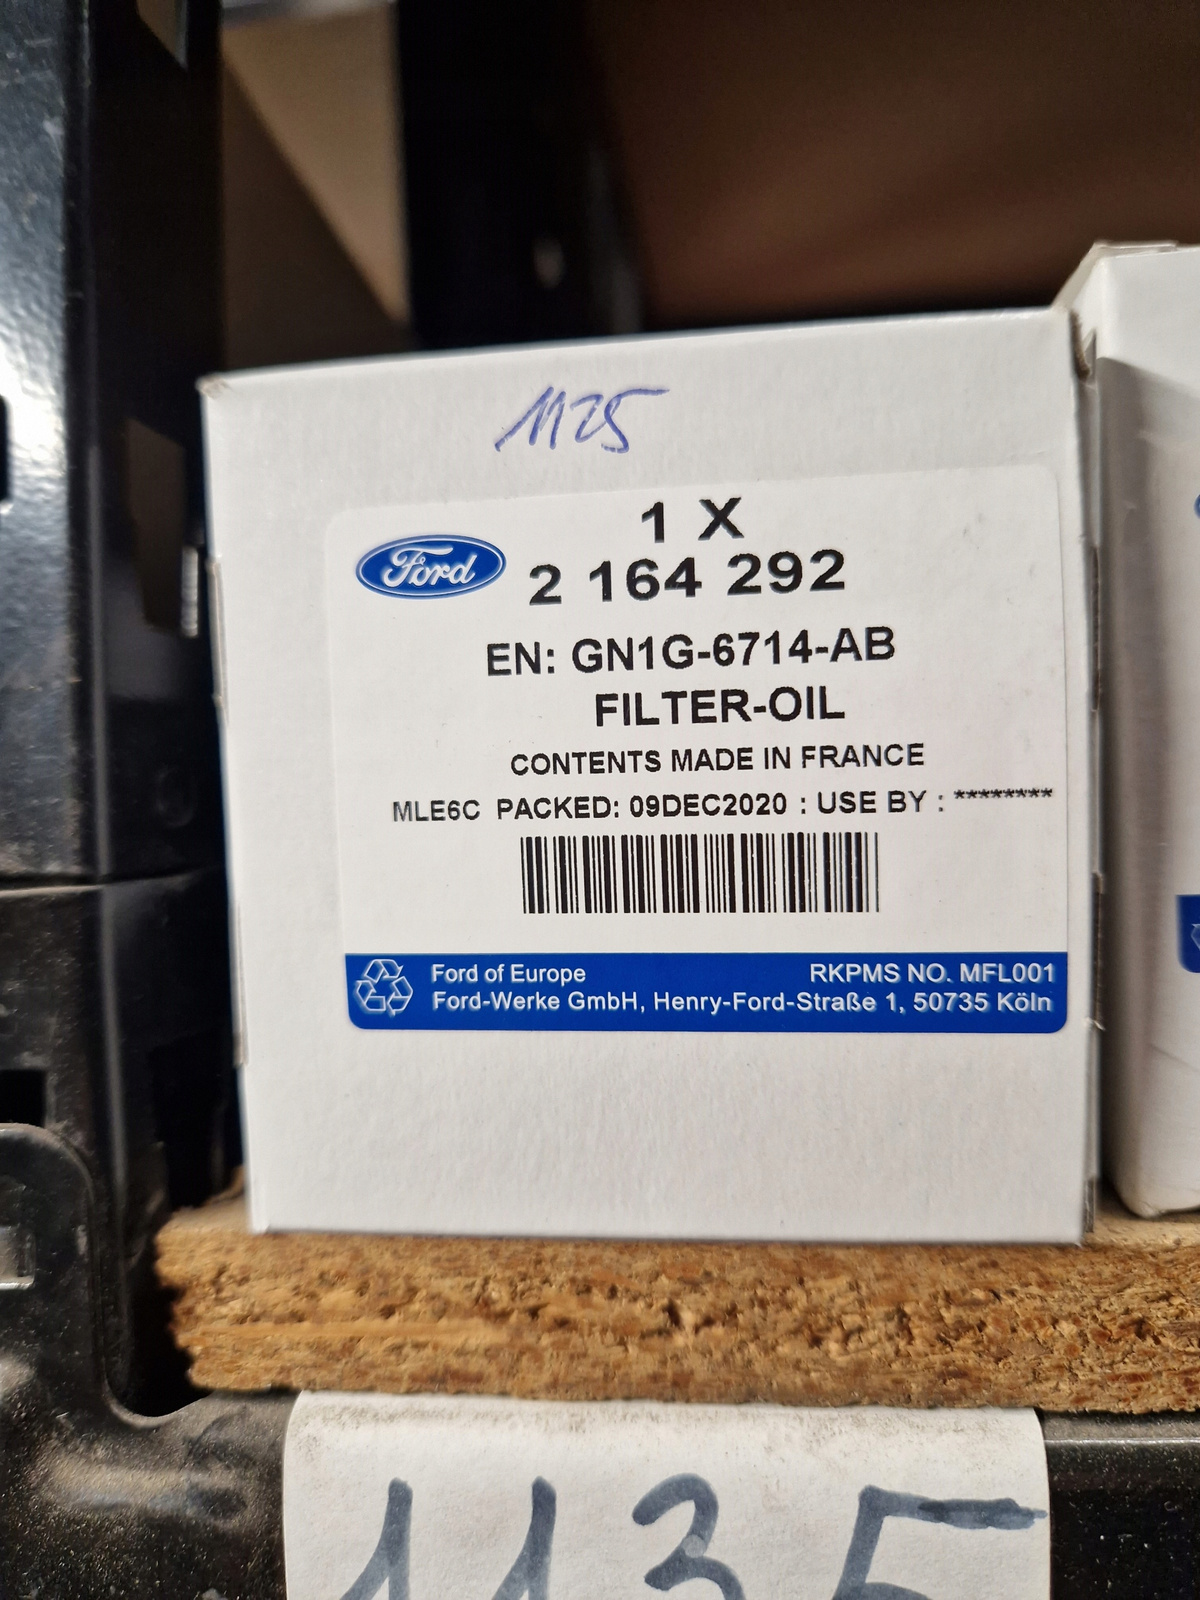 1125
1 X
Ford
2 164 292
EN: GN1G-6714-AB
FILTER-OIL
CONTENTS MADE IN FRANCE
MLE6C PACKED: 09DEC2020 : USE BY : ********
Ford of Europe RKPMS NO. MFL001
Ford-Werke GmbH, Henry-Ford-Straße 1, 50735 Köln
1135